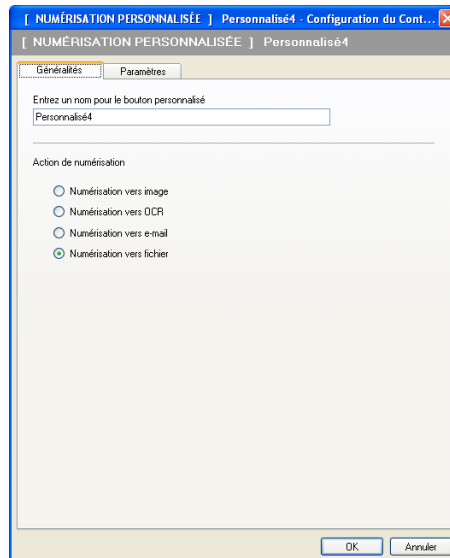 [ NUMÉRISATION PERSONNALISÉE ] Personnalisé4 - Configuration du Cont...
[ NUMÉRISATION PERSONNALISÉE ] Personnalisé4
Généralités Paramètres
Entrez un nom pour le bouton personnalisé
Personnalisé4
Action de numérisation
Numérisation vers image
Numérisation vers OCR
Numérisation vers e-mail
Numérisation vers fichier
OK Annuler